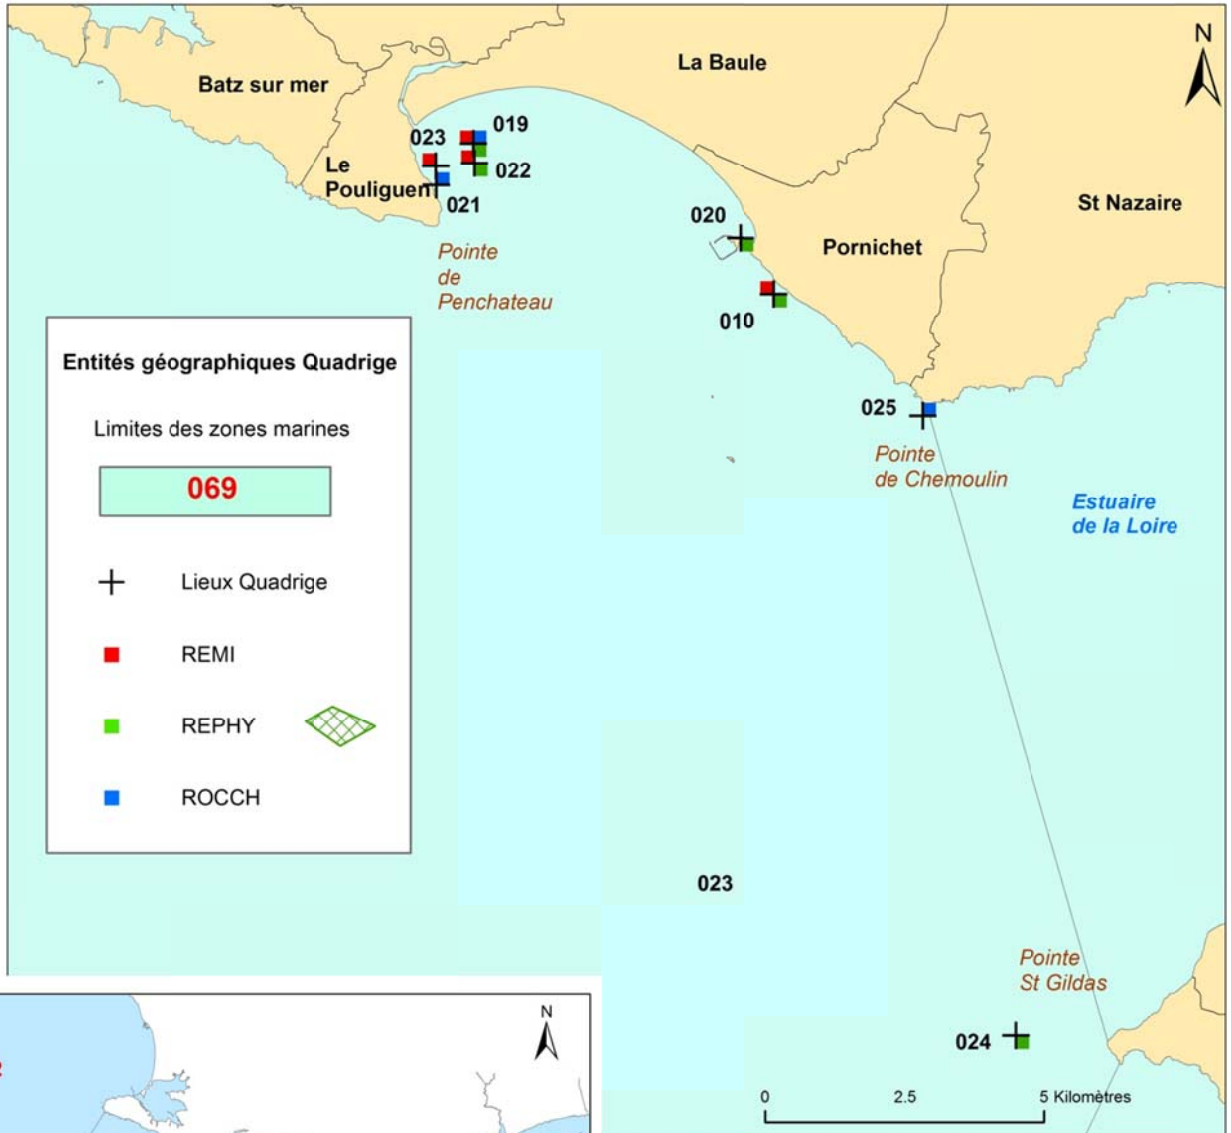 N
La Baule
Batz sur mer
019
023
Le
Pouliguen
022
021
St Nazaire
020
Pornichet
Pointe
de
Penchateau
010
Entités géographiques Quadrige
Limites des zones marines
069
Lieux Quadrige
REMI
REPHY
ROCCH
025
Pointe
de Chemoulin
Estuaire
de la Loire
023
Pointe
St Gildas
024
0 2.5 5 Kilomètres
N